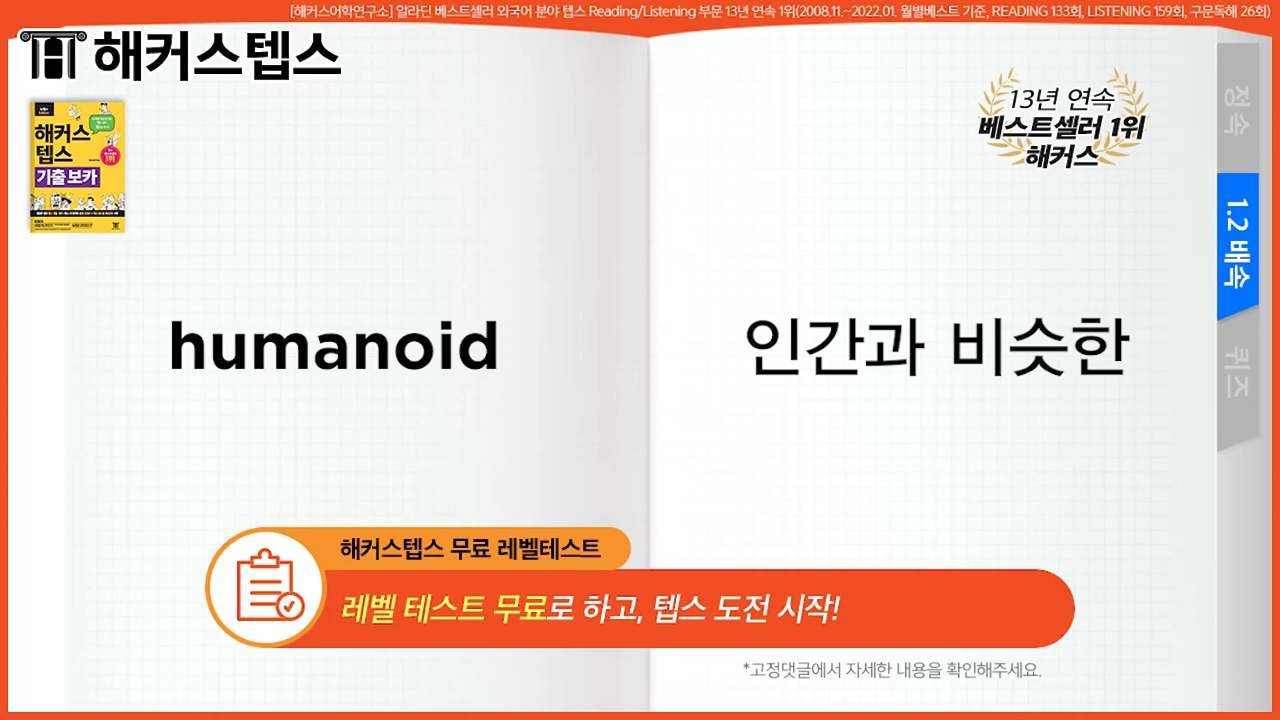 [해커스어학연구소] 알라딘 베스트셀러 외국어 분야 텝스 Reading/Listening 부문 13년 연속 1위(2008.11.~2022.01. 월별베스트 기준, READING 133회, LISTENING 159회, 구문독해 26회)
해커스텝스
해커스
텝스
기출 보카
13년 연속
베스트셀러 1위
해커스
정속
1.2 배속
퀴즈
humanoid
인간과 비슷한
해커스텝스 무료 레벨테스트
레벨 테스트 무료로 하고, 텝스 도전 시작!
*고정댓글에서 자세한 내용을 확인해주세요.